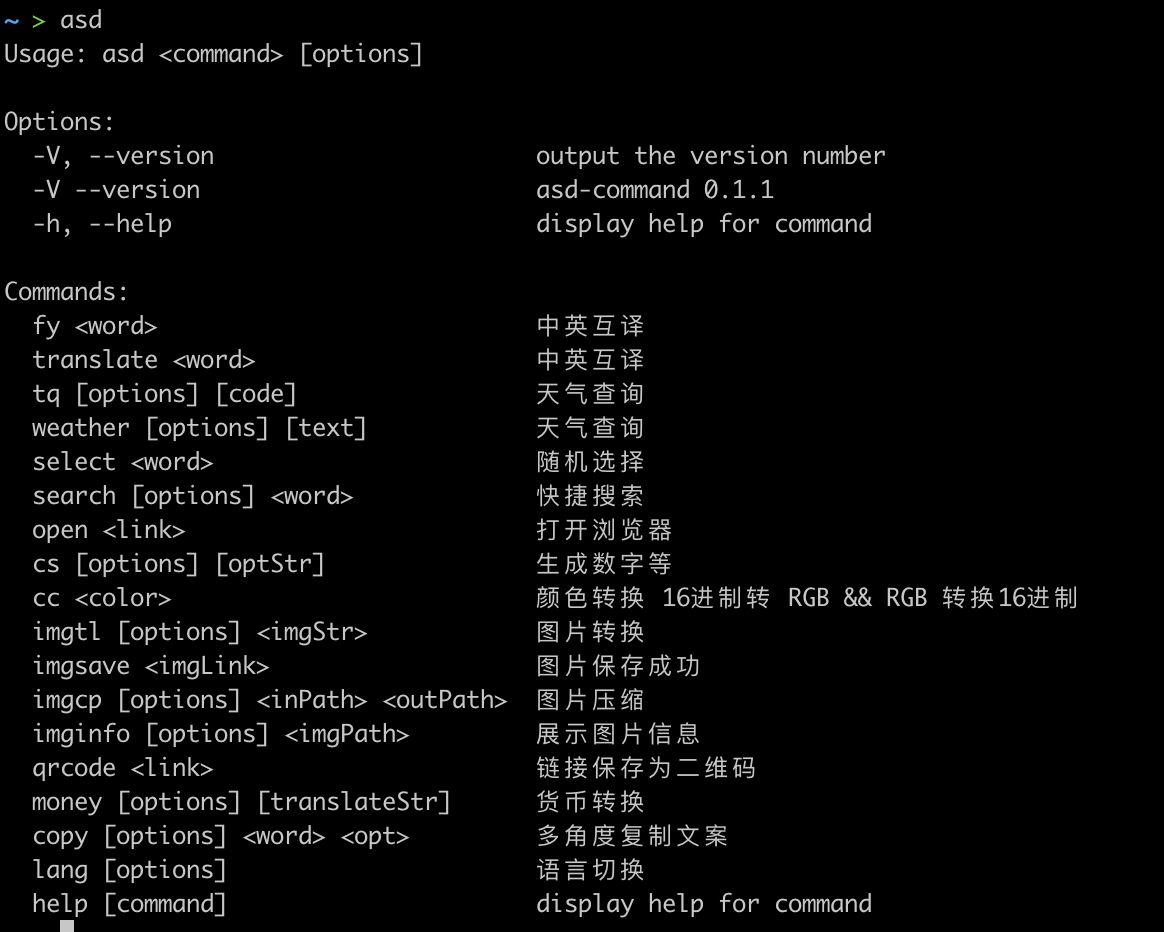 ~ > asd
Usage: asd <command> [options]

Options:
  -V, --version                       output the version number
  -V --version                        asd-command 0.1.1
  -h, --help                          display help for command

Commands:
  fy <word>                           中英互译
  translate <word>                    中英互译
  tq [options] [code]                 天气查询
  weather [options] [text]            天气查询
  select <word>                       随机选择
  search [options] <word>             快捷搜索
  open <link>                         打开浏览器
  cs [options] [optStr]               生成数字等
  cc <color>                          颜色转换 16进制转 RGB && RGB 转换16进制
  imgtl [options] <imgStr>            图片转换
  imgsave <imgLink>                   图片保存成功
  imgcp [options] <inPath> <outPath>  图片压缩
  imginfo [options] <imgPath>         展示图片信息
  qrcode <link>                       链接保存为二维码
  money [options] [translateStr]      货币转换
  copy [options] <word> <opt>         多角度复制文案
  lang [options]                      语言切换
  help [command]                      display help for command